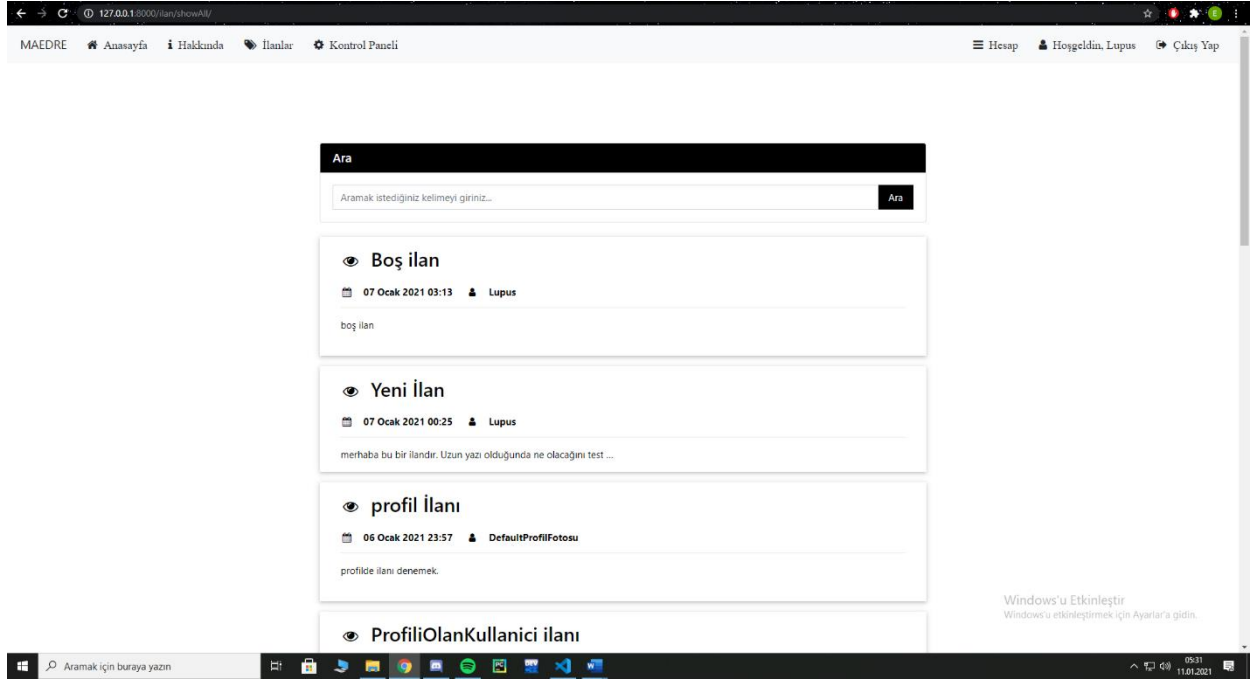 127.0.0.1:8000/ilan/showAll/
E
MAEDRE Anasayfa Hakkında İlanlar Kontrol Paneli Hesap Hoşgeldin, Lupus Çıkış Yap
Ara
Aramak istediğiniz kelimeyi giriniz... Ara
Boş ilan
07 Ocak 2021 03:13 Lupus
boş ilan
Yeni İlan
07 Ocak 2021 00:25 Lupus
merhaba bu bir ilandır. Uzun yazı olduğunda ne olacağını test ...
profil İlanı
06 Ocak 2021 23:57 DefaultProfilFotosu
profilde ilanı denemek.
Windows'u Etkinleştir
Windows'u etkinleştirmek için Ayarlar'a gidin.
ProfiliOlanKullanici ilanı
Aramak için buraya yazın
05:31
11.01.2021